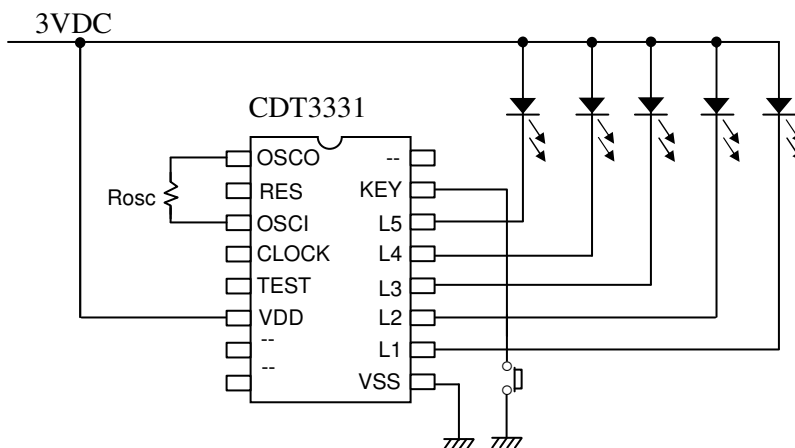 3VDC
CDT3331
Rosc
OSCO
RES
OSCI
CLOCK
TEST
VDD
--
--
--
KEY
L5
L4
L3
L2
L1
VSS